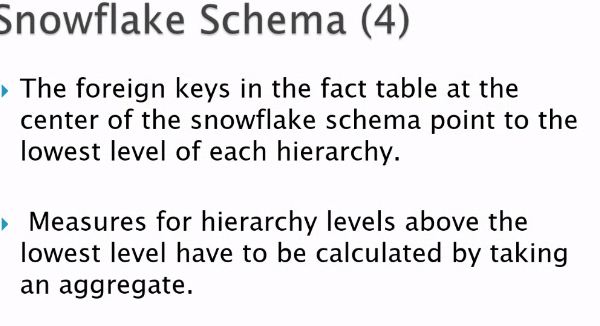 Snowflake Schema (4)
The foreign keys in the fact table at the
center of the snowflake schema point to the
lowest level of each hierarchy.
Measures for hierarchy levels above the
lowest level have to be calculated by taking
an aggregate.